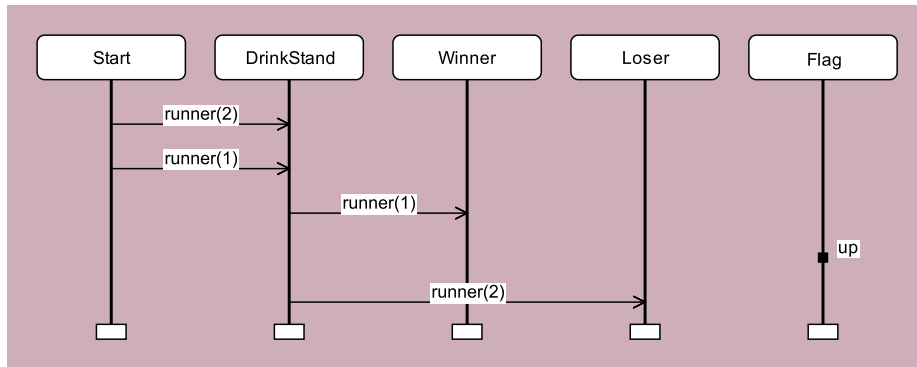 Start
DrinkStand
Winner
Loser
Flag
runner(2)
runner(1)
runner(1)
up
runner(2)